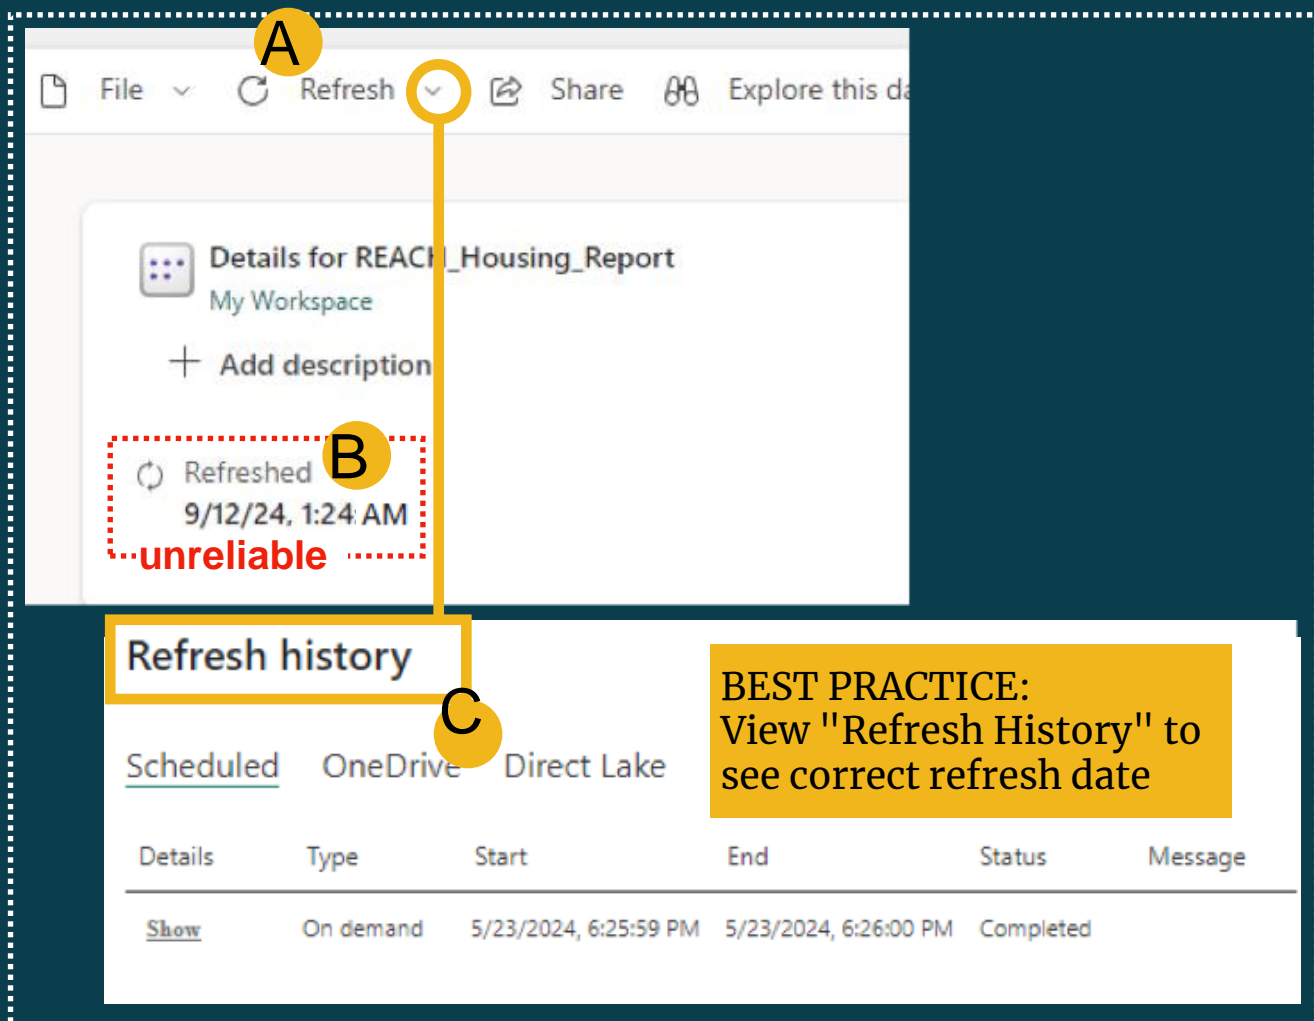 A
File Refresh Share Explore this da
Details for REACH_Housing_Report
My Workspace
+ Add description
B
Refreshed
9/12/24, 1:24 AM
unreliable
Refresh history
C
BEST PRACTICE:
View "Refresh History" to
see correct refresh date
Scheduled OneDrive Direct Lake
Details Type Start End Status Message
Show On demand 5/23/2024, 6:25:59 PM 5/23/2024, 6:26:00 PM Completed